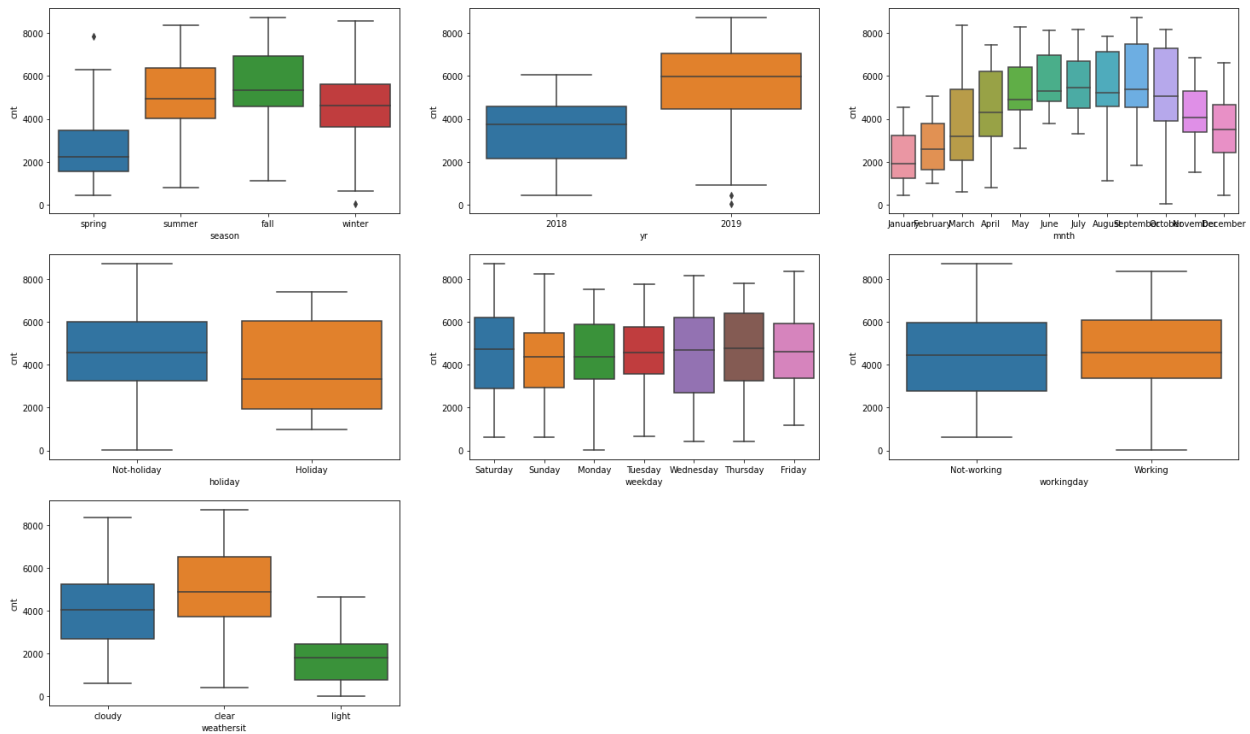 8000
6000
4000
2000
0
cnt
spring summer fall winter
season
8000
6000
4000
2000
0
cnt
2018 2019
yr
8000
6000
4000
2000
0
cnt
January February March April May June July August September October November December
mnth
8000
6000
4000
2000
0
cnt
Not-holiday Holiday
holiday
8000
6000
4000
2000
0
cnt
Saturday Sunday Monday Tuesday Wednesday Thursday Friday
weekday
8000
6000
4000
2000
0
cnt
Not-working Working
workingday
8000
6000
4000
2000
0
cnt
cloudy clear light
weathersit